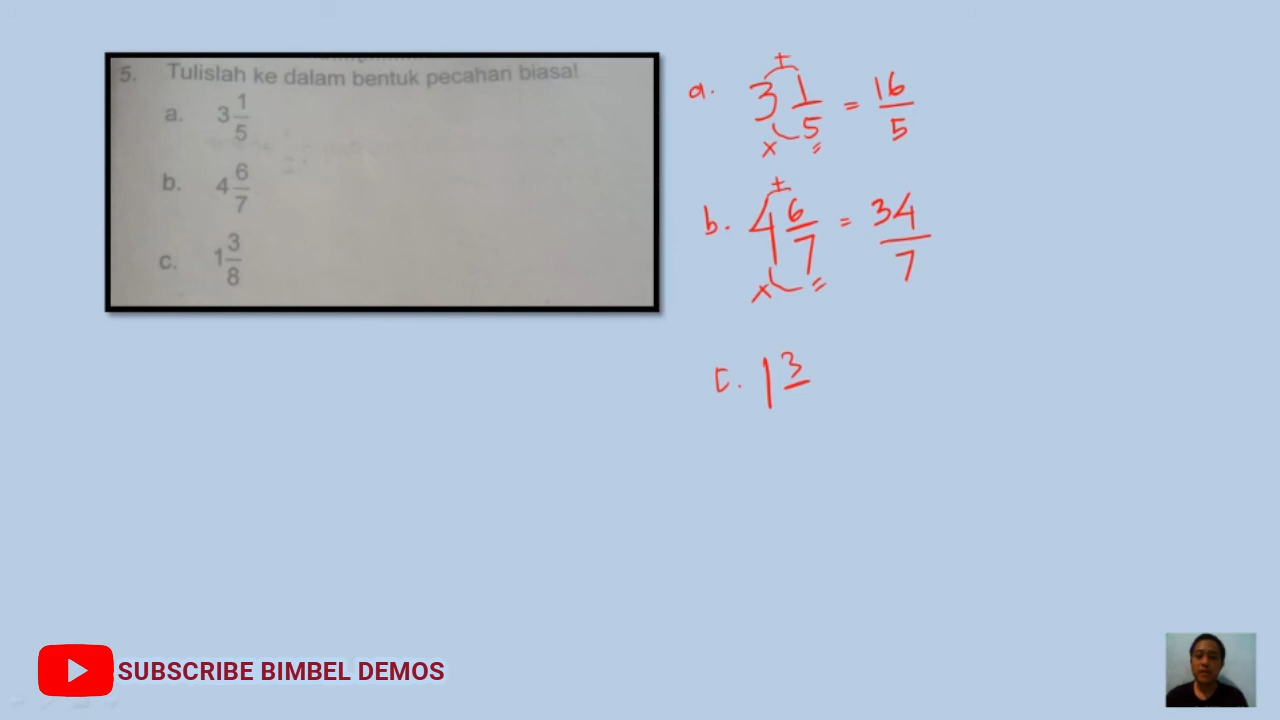 5. Tulislah ke dalam bentuk pecahan biasa!
a. 3 1/5
b. 4 6/7
c. 1 3/8
a. 3 1/5 = 16/5
+
x =
b. 4 6/7 = 34/7
+
x =
c. 1 3
SUBSCRIBE BIMBEL DEMOS